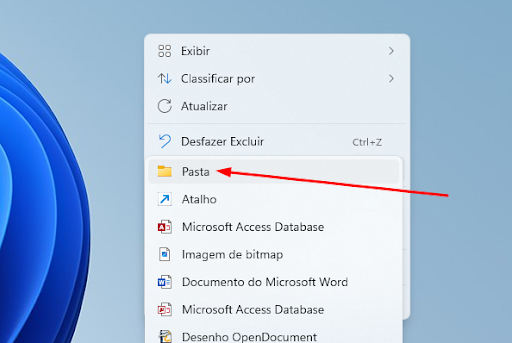 Exibir
Classificar por
Atualizar
Desfazer Excluir Ctrl+Z
Pasta
Atalho
Microsoft Access Database
Imagem de bitmap
Documento do Microsoft Word
Microsoft Access Database
Desenho OpenDocument